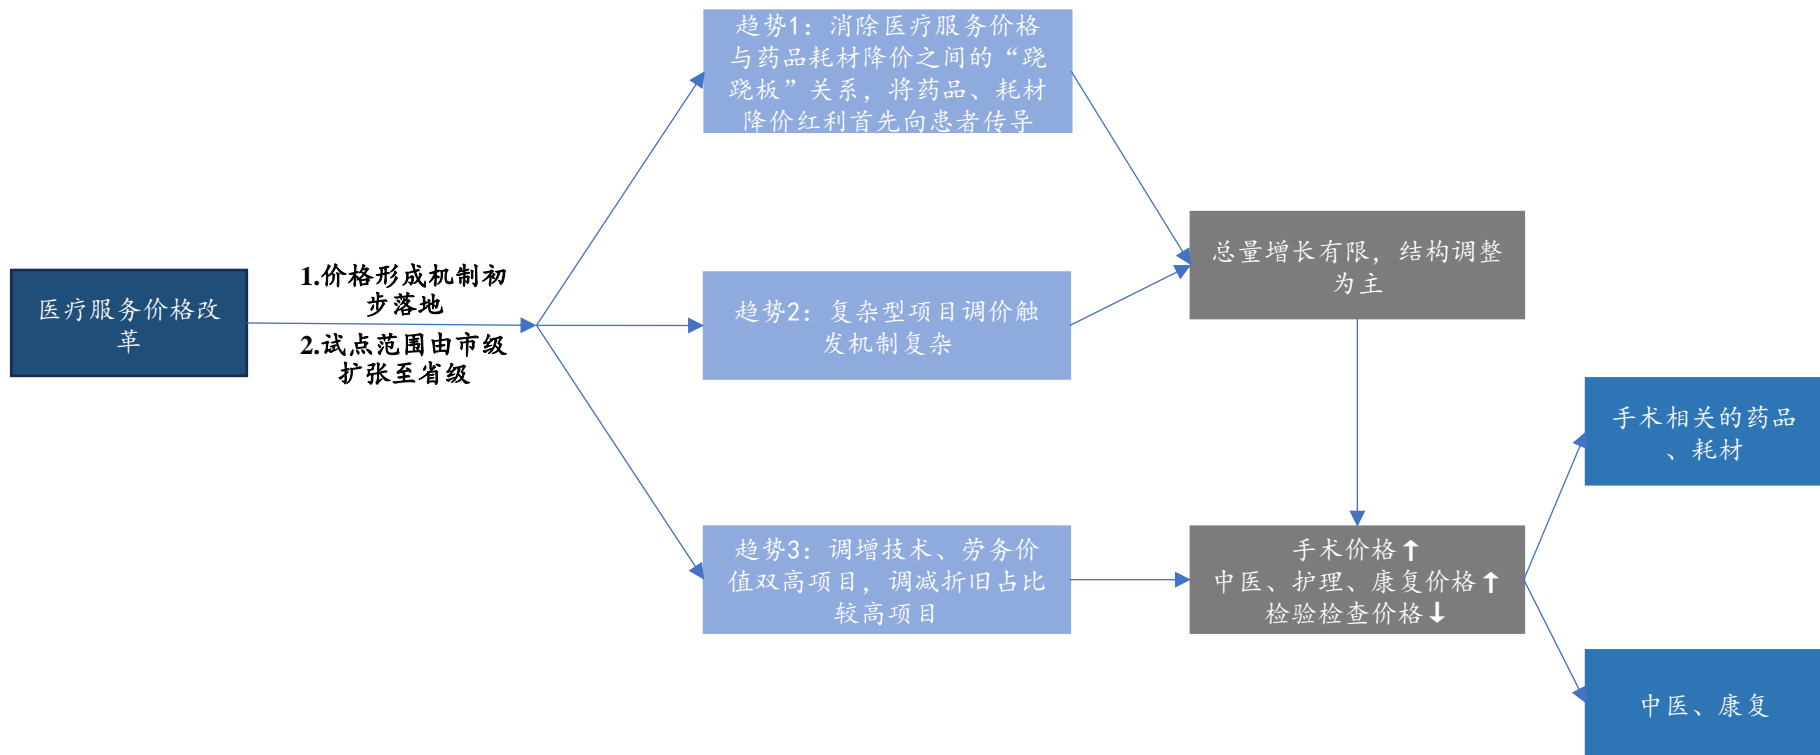 医疗服务价格改
革
1.价格形成机制初
步落地
2.试点范围由市级
扩张至省级
趋势1：消除医疗服务价格
与药品耗材降价之间的“跷
跷板”关系，将药品、耗材
降价红利首先向患者传导
趋势2：复杂型项目调价触
发机制复杂
趋势3：调增技术、劳务价
值双高项目，调减折旧占比
较高项目
总量增长有限，结构调整
为主
手术价格↑
中医、护理、康复价格↑
检验检查价格↓
手术相关的药品
、耗材
中医、康复